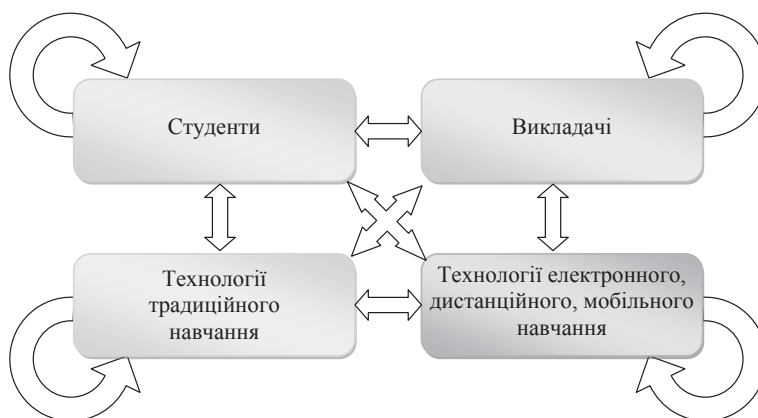 Студенти
Викладачі
Технології
традиційного
навчання
Технології електронного,
дистанційного, мобільного
навчання